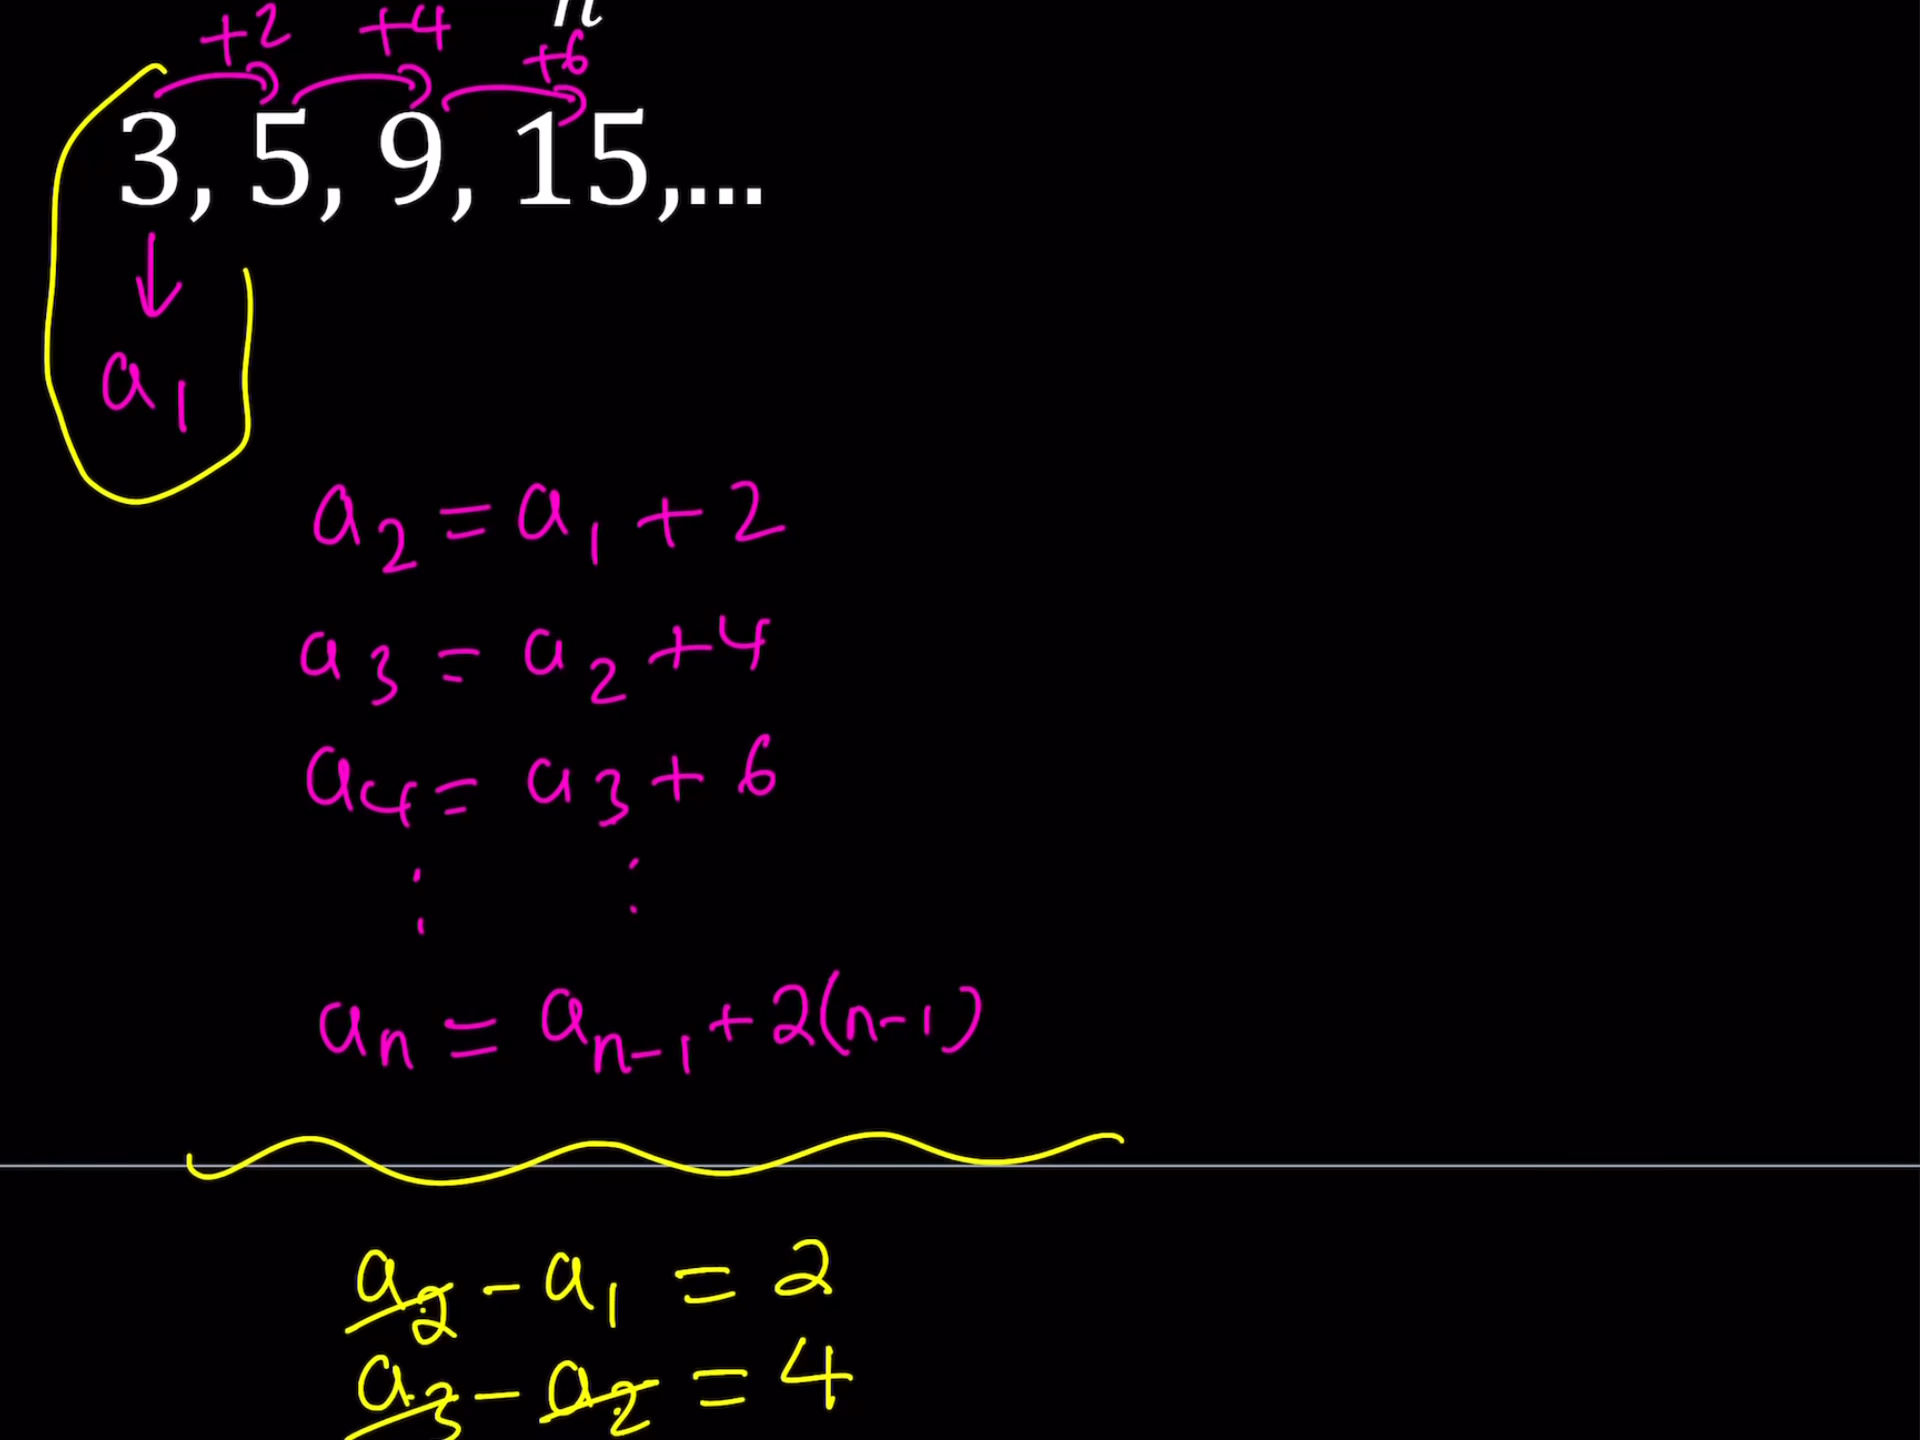 n
+2 +4 +6
3, 5, 9, 15,...
a₁
a₂ = a₁ + 2
a₃ = a₂ + 4
a₄ = a₃ + 6
⋮ ⋮
aₙ = aₙ₋₁ + 2(n-1)
a₂ - a₁ = 2
a₃ - a₂ = 4